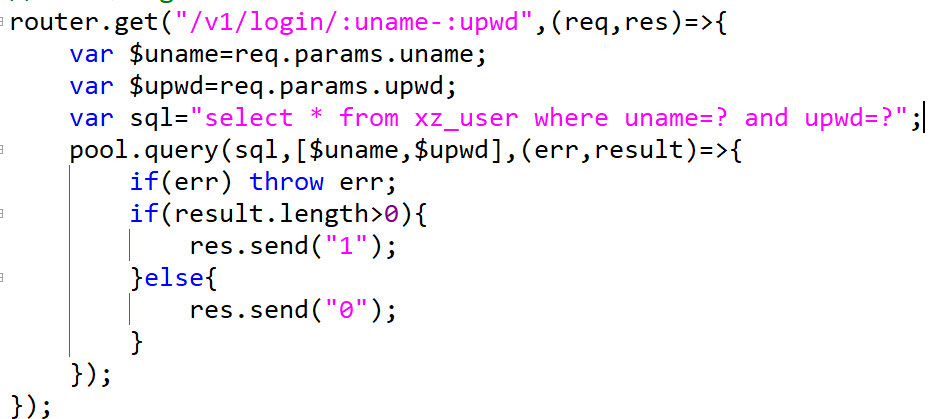 router.get("/v1/login/:uname-:upwd",(req,res)=>{
    var $uname=req.params.uname;
    var $upwd=req.params.upwd;
    var sql="select * from xz_user where uname=? and upwd=?";
    pool.query(sql,[$uname,$upwd],(err,result)=>{
        if(err) throw err;
        if(result.length>0){
            res.send("1");
        }else{
            res.send("0");
        }
    });
});